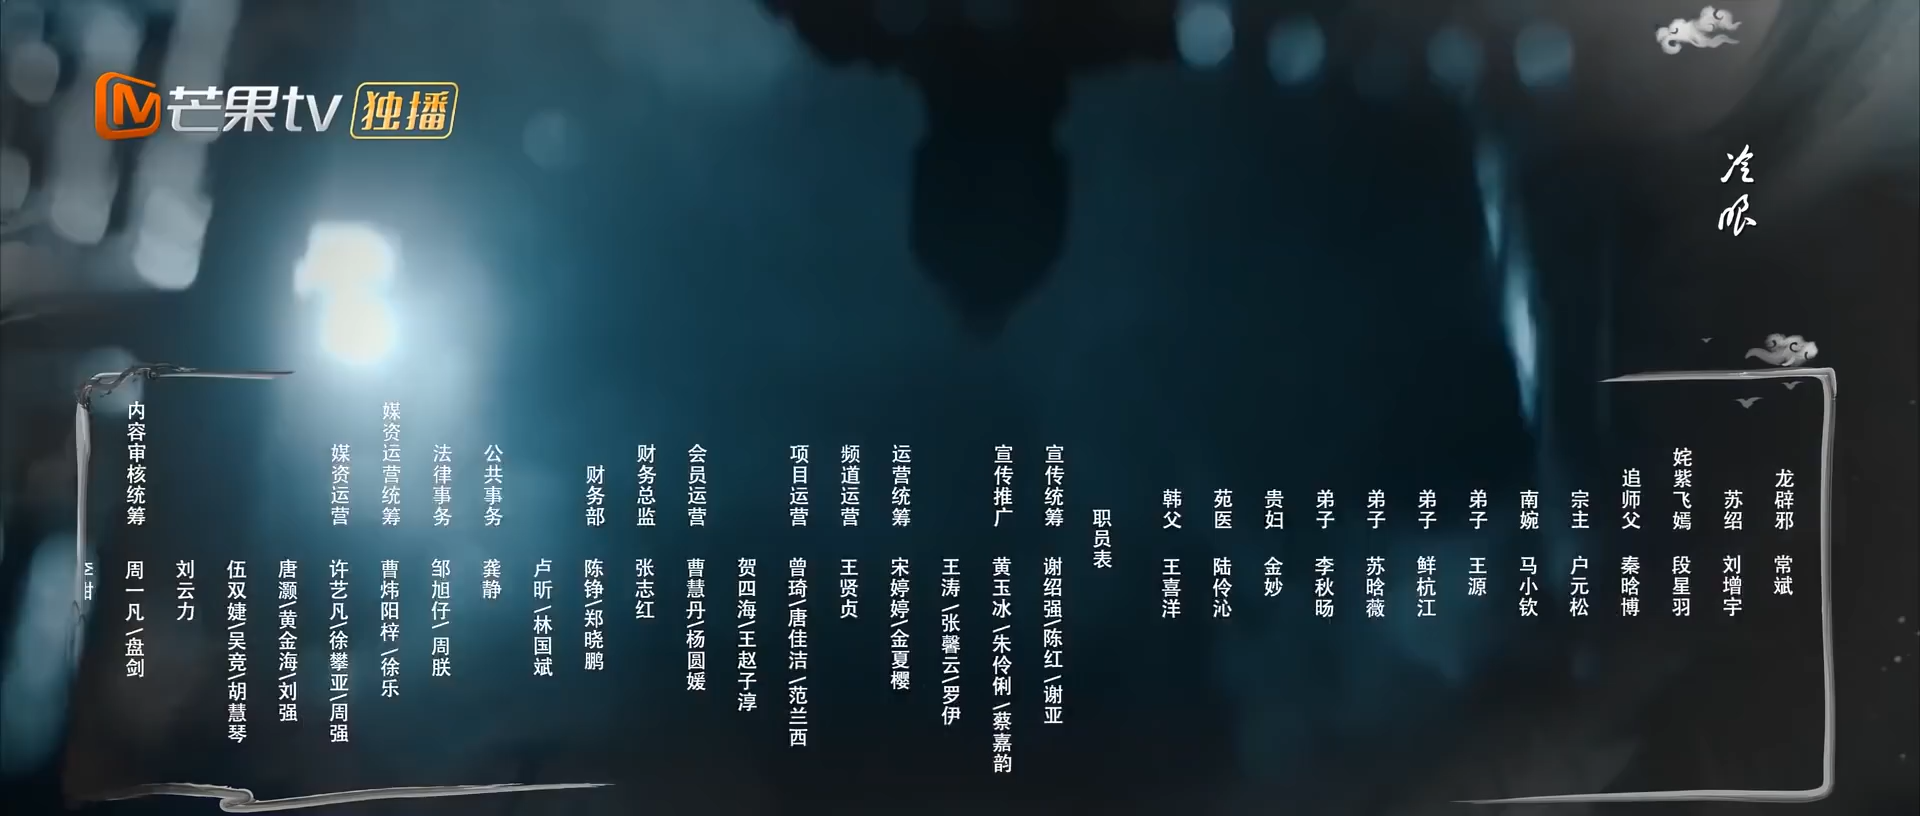 芒果tv 独播
冷眼
龙辟邪 常斌
苏绍 刘增宇
姹紫飞嫣 段星羽
追师父 秦晗博
宗主 户元松
南婉 马小钦
弟子 王源
弟子 鲜杭江
弟子 苏晗薇
弟子 李秋旸
贵妇 金妙
苑医 陆伶沁
韩父 王喜洋
职员表
宣传统筹 谢绍强\陈红\谢亚
宣传推广 黄玉冰\朱伶俐\蔡嘉韵
王涛\张馨云\罗伊
运营统筹 宋婷婷\金夏樱
频道运营 王贤贞
项目运营 曾琦\唐佳洁\范兰西
贺四海\王赵子淳
会员运营 曹慧丹\杨圆媛
财务总监 张志红
财务部 陈铮\郑晓鹏
卢昕\林国斌
公共事务 龚静
法律事务 邹旭仔\周朕
媒资运营统筹 曹炜阳梓\徐乐
媒资运营 许艺凡\徐攀亚\周强
唐灏\黄金海\刘强
伍双婕\吴竞\胡慧琴
刘云力
内容审核统筹 周一凡\盘剑